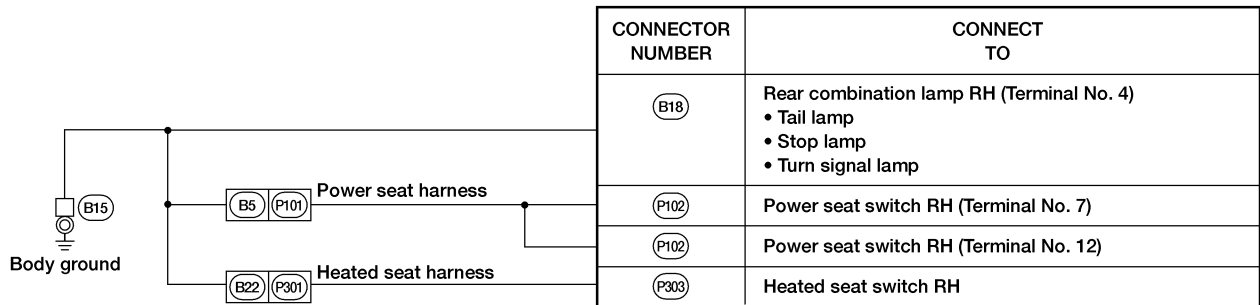 CONNECTOR NUMBER
CONNECT TO
B18
Rear combination lamp RH (Terminal No. 4)
• Tail lamp
• Stop lamp
• Turn signal lamp
Power seat harness
B5 P101
P102
Power seat switch RH (Terminal No. 7)
B15
Body ground
P102
Power seat switch RH (Terminal No. 12)
Heated seat harness
B22 P301
P303
Heated seat switch RH